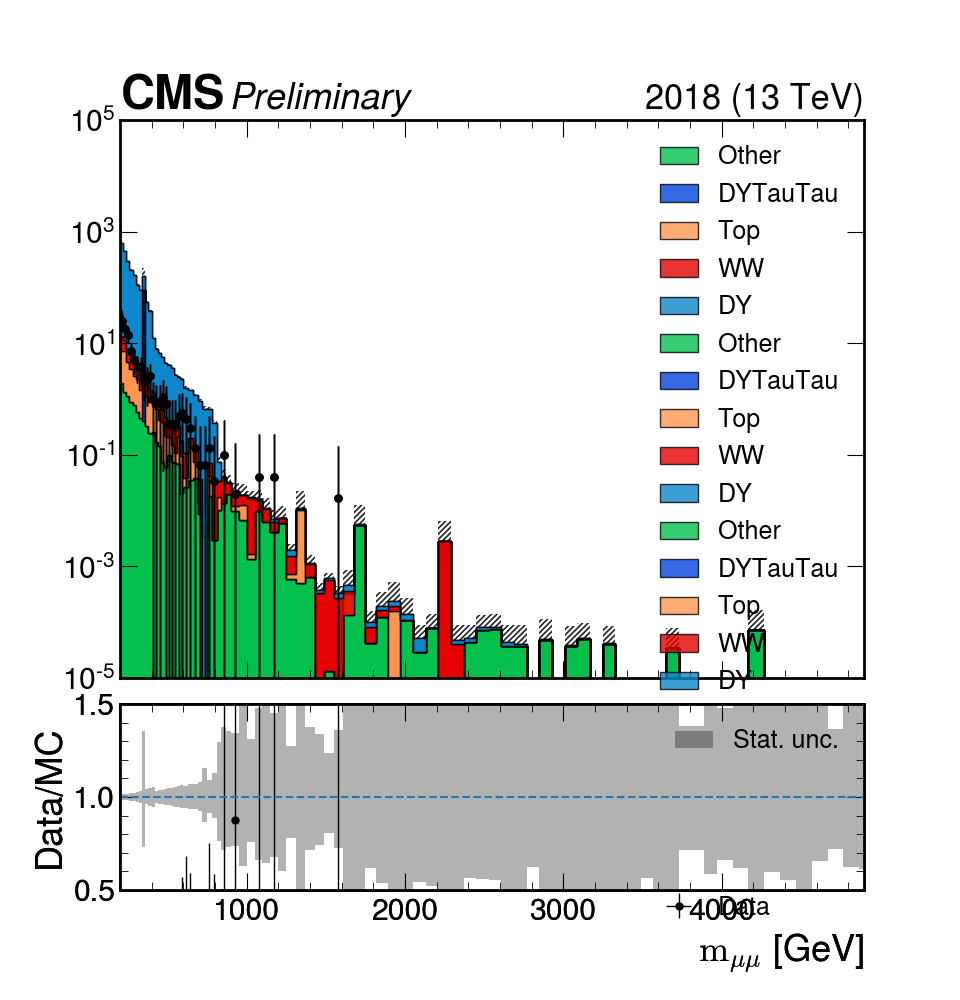 CMS Preliminary 2018 (13 TeV)
10^5
10^3
10^1
10^-1
10^-3
10^-5
Other
DYTauTau
Top
WW
DY
Other
DYTauTau
Top
WW
DY
Other
DYTauTau
Top
WW
DY
Data/MC
1.5
1.0
0.5
Stat. unc.
1000 2000 3000 4000
Data
m_μμ [GeV]